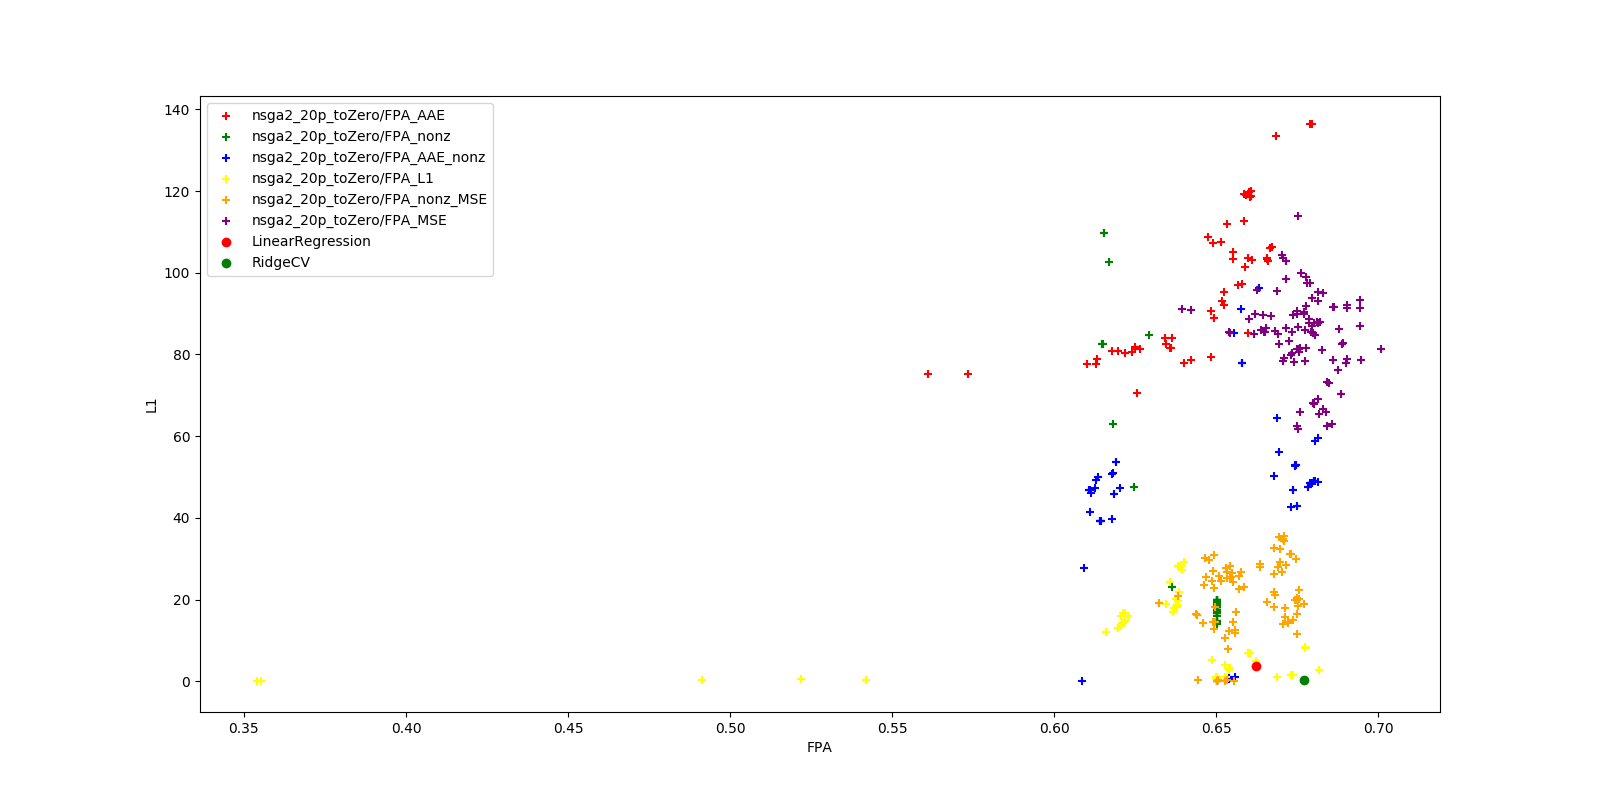 140
120
100
80
60
40
20
0
L1
nsga2_20p_toZero/FPA_AAE
nsga2_20p_toZero/FPA_nonz
nsga2_20p_toZero/FPA_AAE_nonz
nsga2_20p_toZero/FPA_L1
nsga2_20p_toZero/FPA_nonz_MSE
nsga2_20p_toZero/FPA_MSE
LinearRegression
RidgeCV
0.35 0.40 0.45 0.50 0.55 0.60 0.65 0.70
FPA